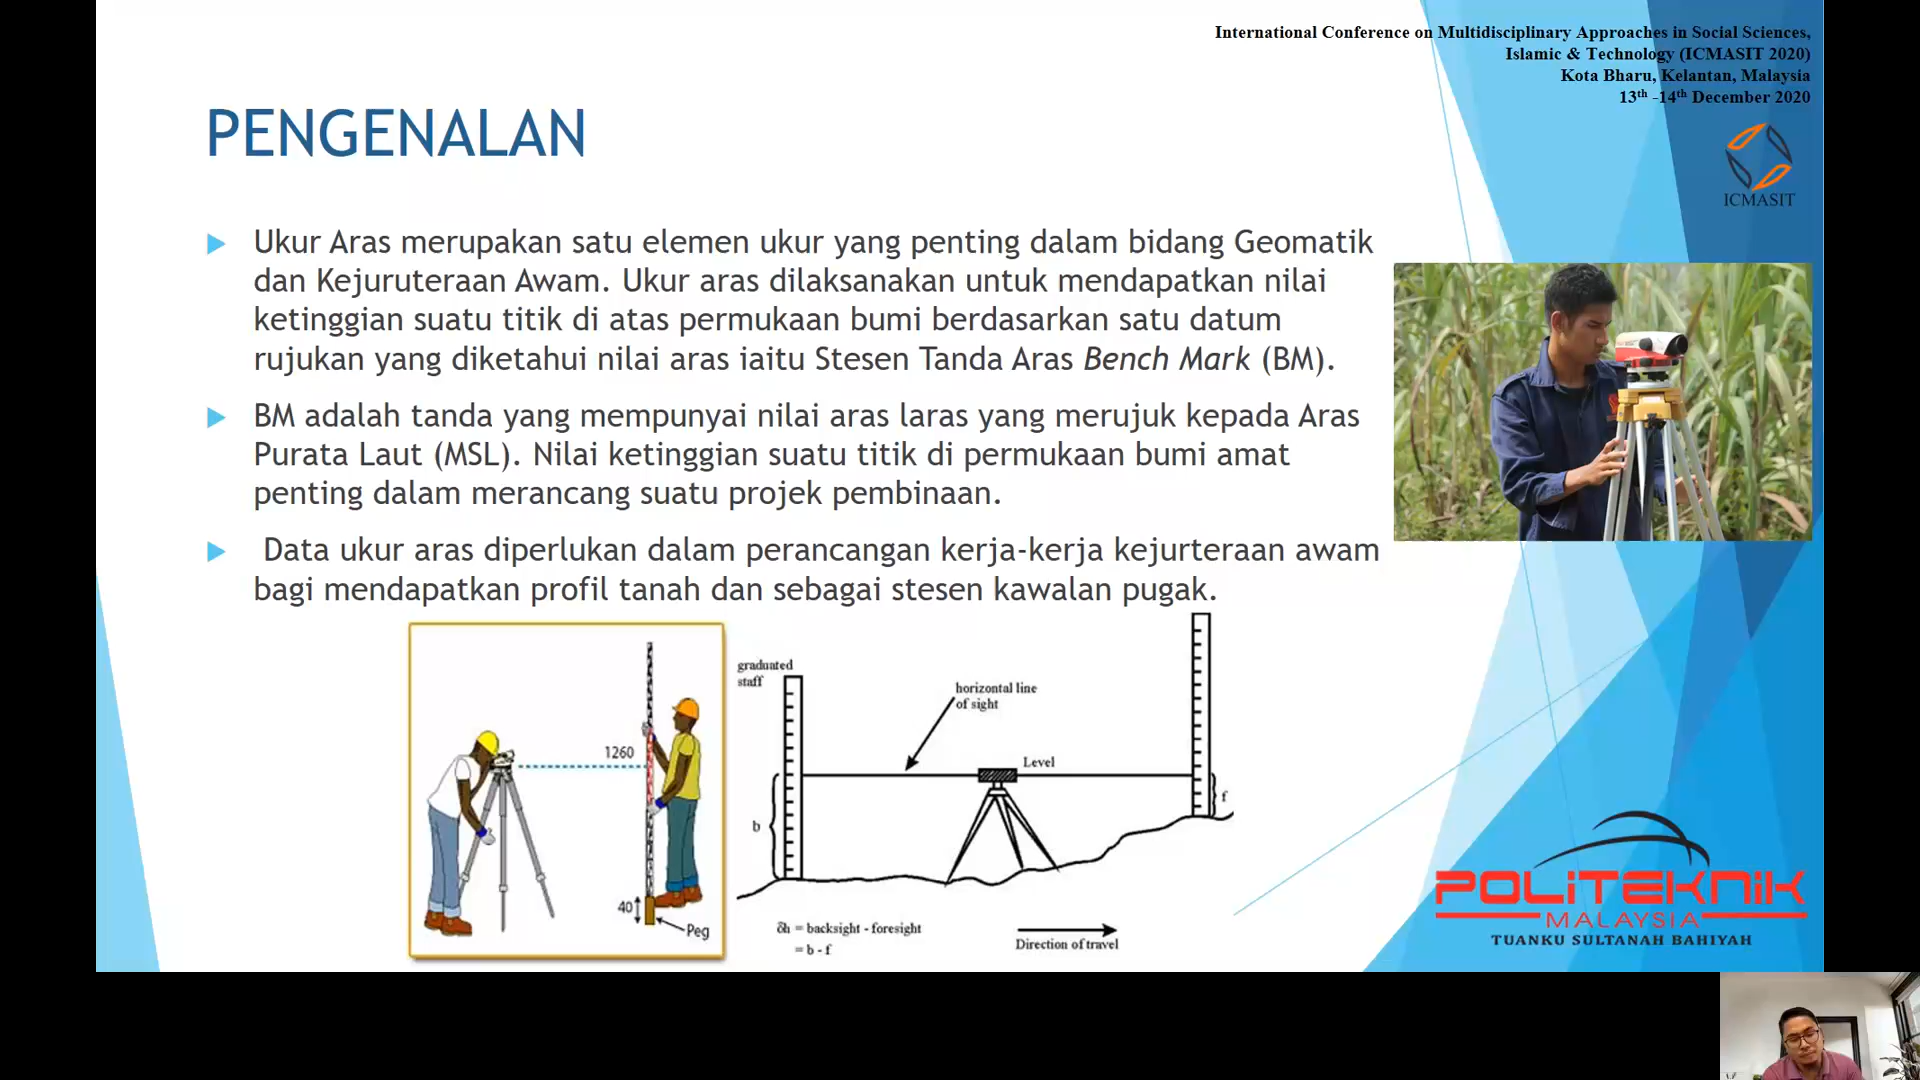 International Conference on Multidisciplinary Approaches in Social Sciences,
Islamic & Technology (ICMASIT 2020)
Kota Bharu, Kelantan, Malaysia
13th -14th December 2020
ICMASIT
PENGENALAN
Ukur Aras merupakan satu elemen ukur yang penting dalam bidang Geomatik
dan Kejuruteraan Awam. Ukur aras dilaksanakan untuk mendapatkan nilai
ketinggian suatu titik di atas permukaan bumi berdasarkan satu datum
rujukan yang diketahui nilai aras iaitu Stesen Tanda Aras Bench Mark (BM).
BM adalah tanda yang mempunyai nilai aras laras yang merujuk kepada Aras
Purata Laut (MSL). Nilai ketinggian suatu titik di permukaan bumi amat
penting dalam merancang suatu projek pembinaan.
Data ukur aras diperlukan dalam perancangan kerja-kerja kejurteraan awam
bagi mendapatkan profil tanah dan sebagai stesen kawalan pugak.
1260
40
Peg
graduated
staff
horizontal line
of sight
Level
b
f
δh = backsight - foresight
= b - f
Direction of travel
POLITEKNIK
MALAYSIA
TUANKU SULTANAH BAHIYAH